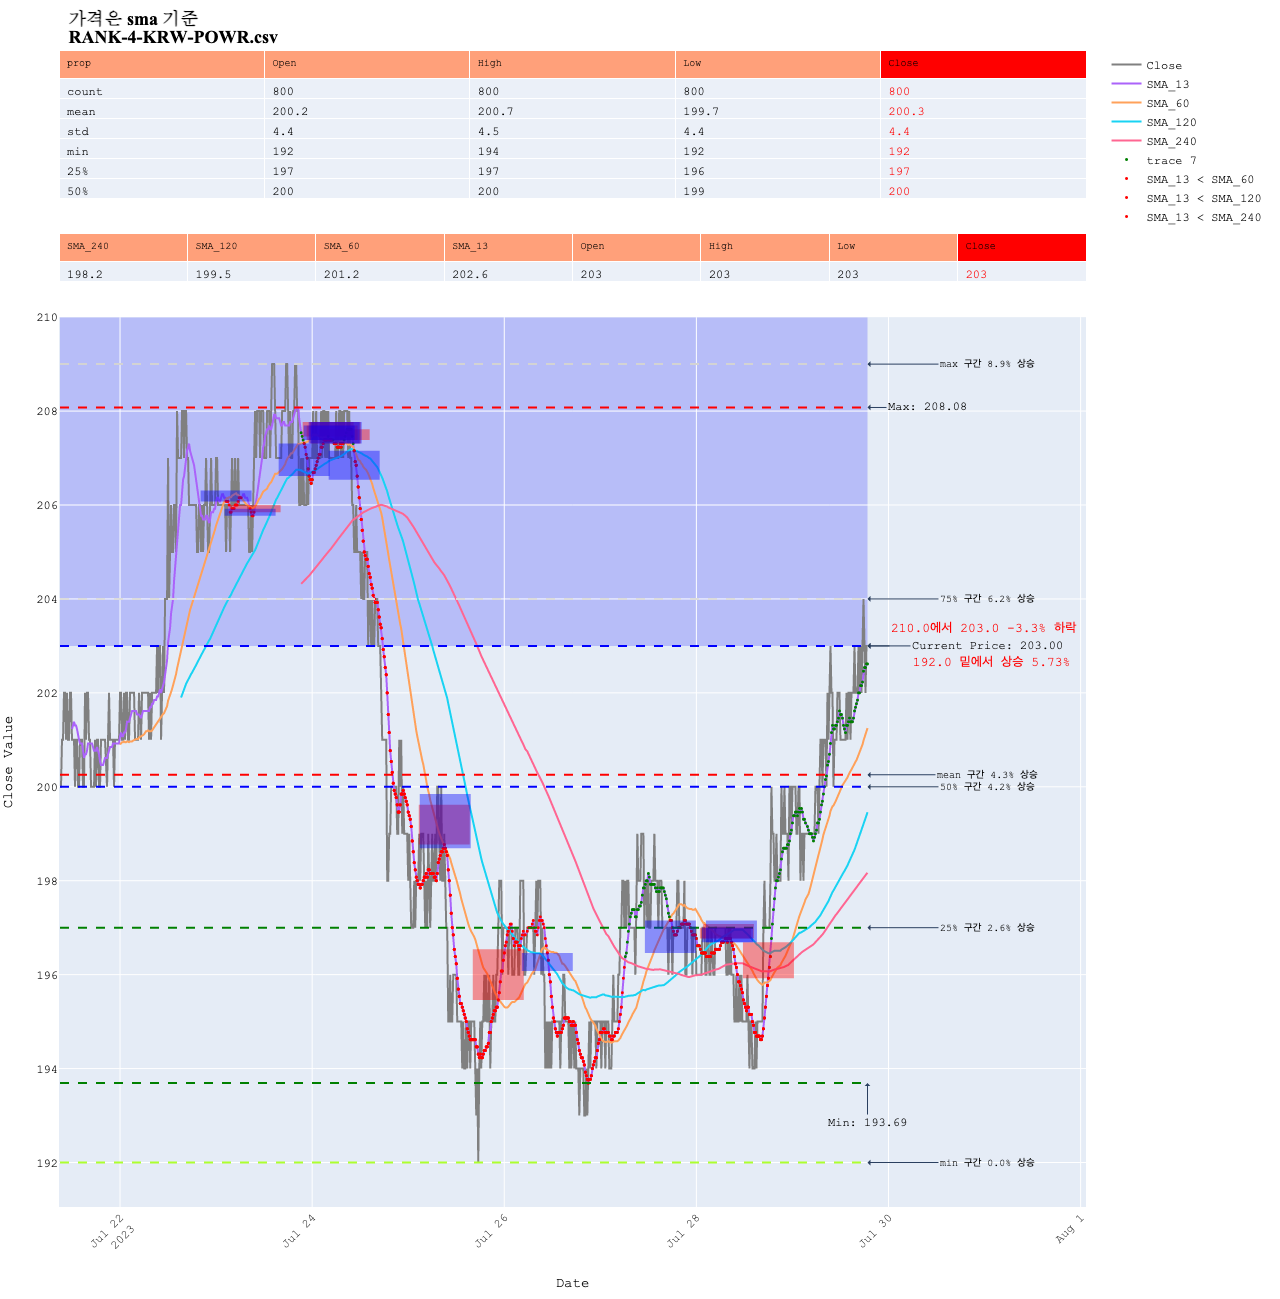 가격은 sma 기준
RANK-4-KRW-POWR.csv
prop Open High Low Close
count 800 800 800 800
mean 200.2 200.7 199.7 200.3
std 4.4 4.5 4.4 4.4
min 192 194 192 192
25% 197 197 196 197
50% 200 200 199 200
SMA_240 SMA_120 SMA_60 SMA_13 Open High Low Close
198.2 199.5 201.2 202.6 203 203 203 203
Close
SMA_13
SMA_60
SMA_120
SMA_240
trace 7
SMA_13 < SMA_60
SMA_13 < SMA_120
SMA_13 < SMA_240
210
208
206
204
202
200
198
196
194
192
Close Value
max 구간 8.9% 상승
Max: 208.08
75% 구간 6.2% 상승
210.0에서 203.0 -3.3% 하락
Current Price: 203.00
192.0 밑에서 상승 5.73%
mean 구간 4.3% 상승
50% 구간 4.2% 상승
25% 구간 2.6% 상승
Min: 193.69
min 구간 0.0% 상승
Jul 22
2023
Jul 24
Jul 26
Jul 28
Jul 30
Aug 1
Date